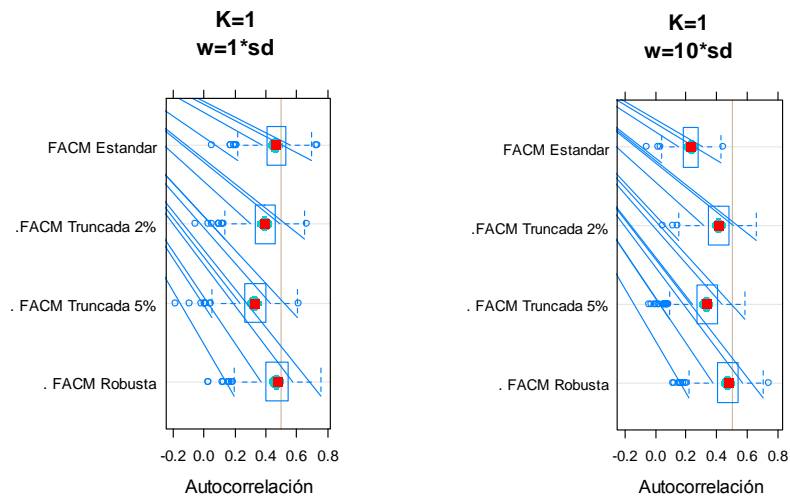 K=1
w=1*sd
FACM Estandar
.FACM Truncada 2%
. FACM Truncada 5%
. FACM Robusta
-0.2 0.0 0.2 0.4 0.6 0.8
Autocorrelación
K=1
w=10*sd
FACM Estandar
.FACM Truncada 2%
. FACM Truncada 5%
. FACM Robusta
-0.2 0.0 0.2 0.4 0.6 0.8
Autocorrelación